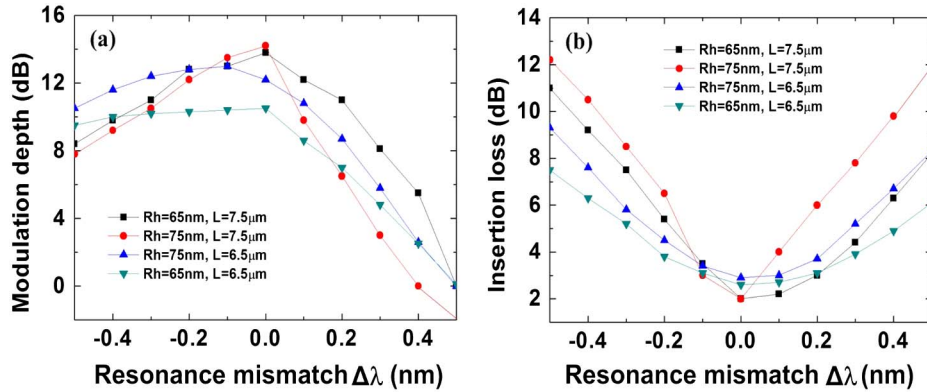 (a)
16
12
8
4
0
Modulation depth (dB)
Rh=65nm, L=7.5μm
Rh=75nm, L=7.5μm
Rh=75nm, L=6.5μm
Rh=65nm, L=6.5μm
-0.4 -0.2 0.0 0.2 0.4
Resonance mismatch Δλ (nm)
(b)
14
12
10
8
6
4
2
Insertion loss (dB)
Rh=65nm, L=7.5μm
Rh=75nm, L=7.5μm
Rh=75nm, L=6.5μm
Rh=65nm, L=6.5μm
-0.4 -0.2 0.0 0.2 0.4
Resonance mismatch Δλ (nm)